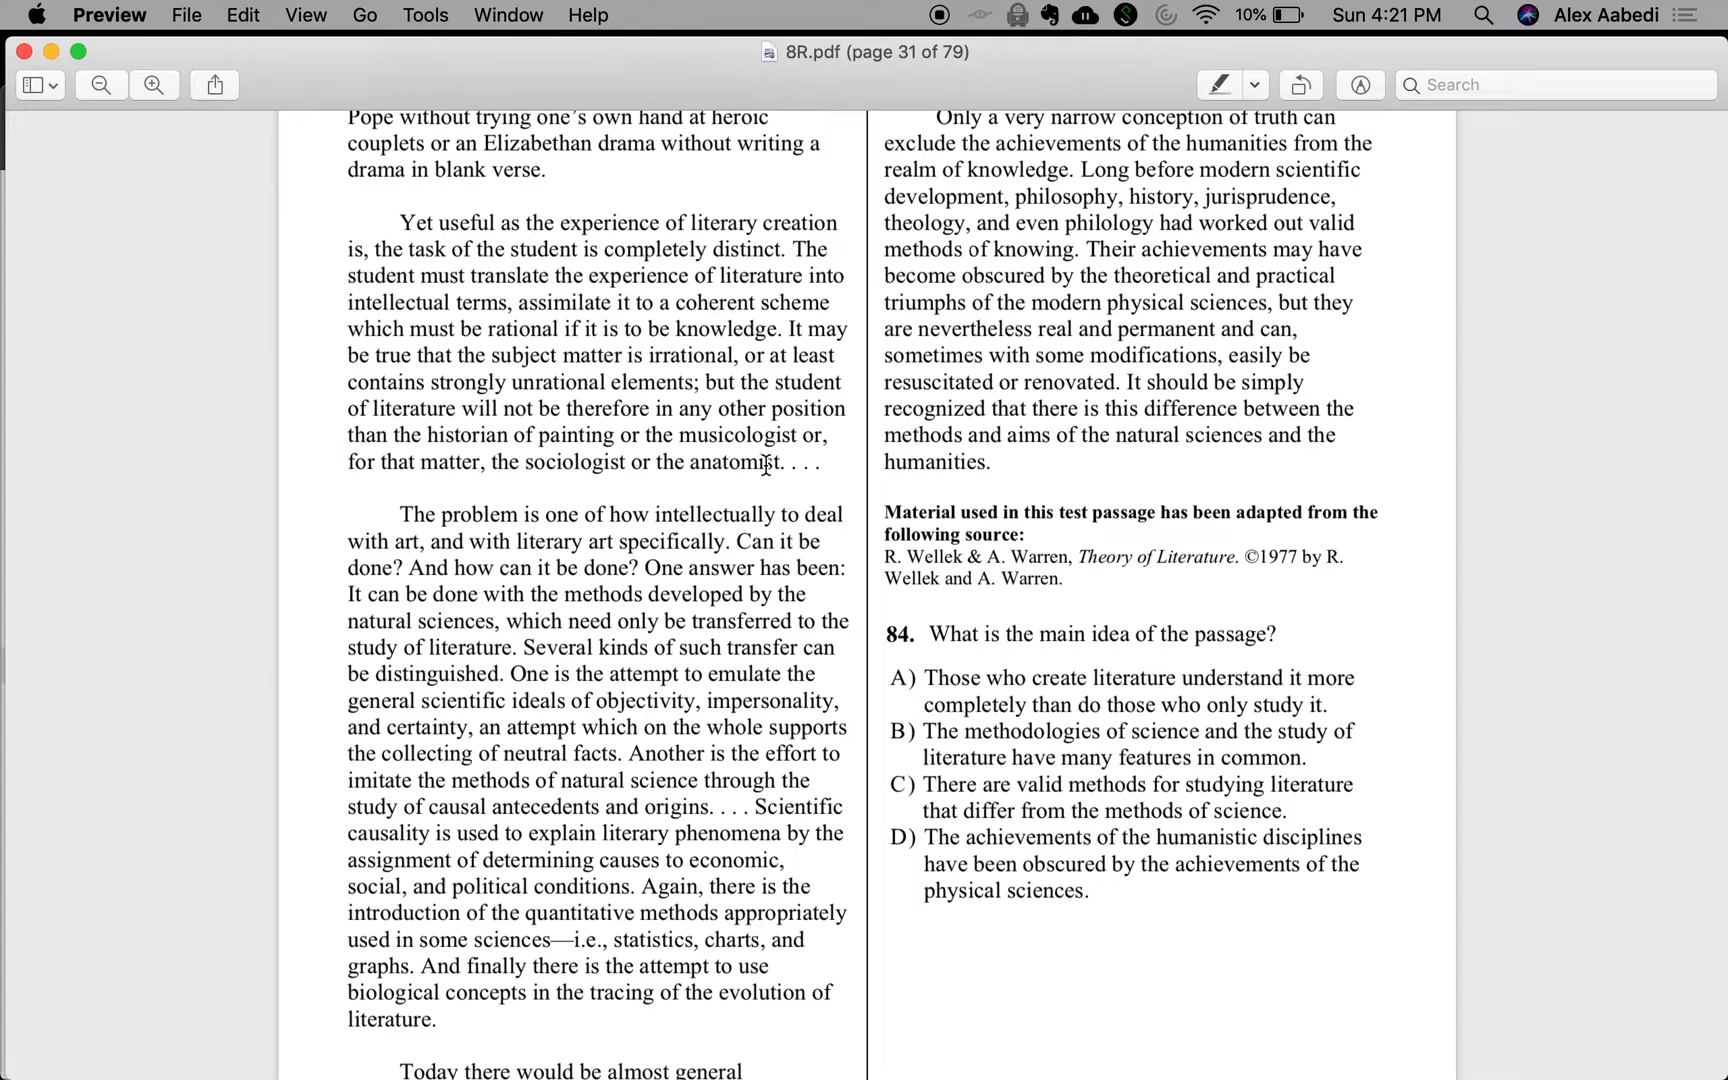 Preview File Edit View Go Tools Window Help 10% Sun 4:21 PM Alex Aabedi
8R.pdf (page 31 of 79)
Search
Pope without trying one's own hand at heroic
couplets or an Elizabethan drama without writing a
drama in blank verse.
Yet useful as the experience of literary creation
is, the task of the student is completely distinct. The
student must translate the experience of literature into
intellectual terms, assimilate it to a coherent scheme
which must be rational if it is to be knowledge. It may
be true that the subject matter is irrational, or at least
contains strongly unrational elements; but the student
of literature will not be therefore in any other position
than the historian of painting or the musicologist or,
for that matter, the sociologist or the anatomist. . . .
The problem is one of how intellectually to deal
with art, and with literary art specifically. Can it be
done? And how can it be done? One answer has been:
It can be done with the methods developed by the
natural sciences, which need only be transferred to the
study of literature. Several kinds of such transfer can
be distinguished. One is the attempt to emulate the
general scientific ideals of objectivity, impersonality,
and certainty, an attempt which on the whole supports
the collecting of neutral facts. Another is the effort to
imitate the methods of natural science through the
study of causal antecedents and origins. . . . Scientific
causality is used to explain literary phenomena by the
assignment of determining causes to economic,
social, and political conditions. Again, there is the
introduction of the quantitative methods appropriately
used in some sciences—i.e., statistics, charts, and
graphs. And finally there is the attempt to use
biological concepts in the tracing of the evolution of
literature.
Today there would be almost general
Only a very narrow conception of truth can
exclude the achievements of the humanities from the
realm of knowledge. Long before modern scientific
development, philosophy, history, jurisprudence,
theology, and even philology had worked out valid
methods of knowing. Their achievements may have
become obscured by the theoretical and practical
triumphs of the modern physical sciences, but they
are nevertheless real and permanent and can,
sometimes with some modifications, easily be
resuscitated or renovated. It should be simply
recognized that there is this difference between the
methods and aims of the natural sciences and the
humanities.
Material used in this test passage has been adapted from the
following source:
R. Wellek & A. Warren, Theory of Literature. ©1977 by R.
Wellek and A. Warren.
84. What is the main idea of the passage?
A) Those who create literature understand it more
completely than do those who only study it.
B) The methodologies of science and the study of
literature have many features in common.
C) There are valid methods for studying literature
that differ from the methods of science.
D) The achievements of the humanistic disciplines
have been obscured by the achievements of the
physical sciences.